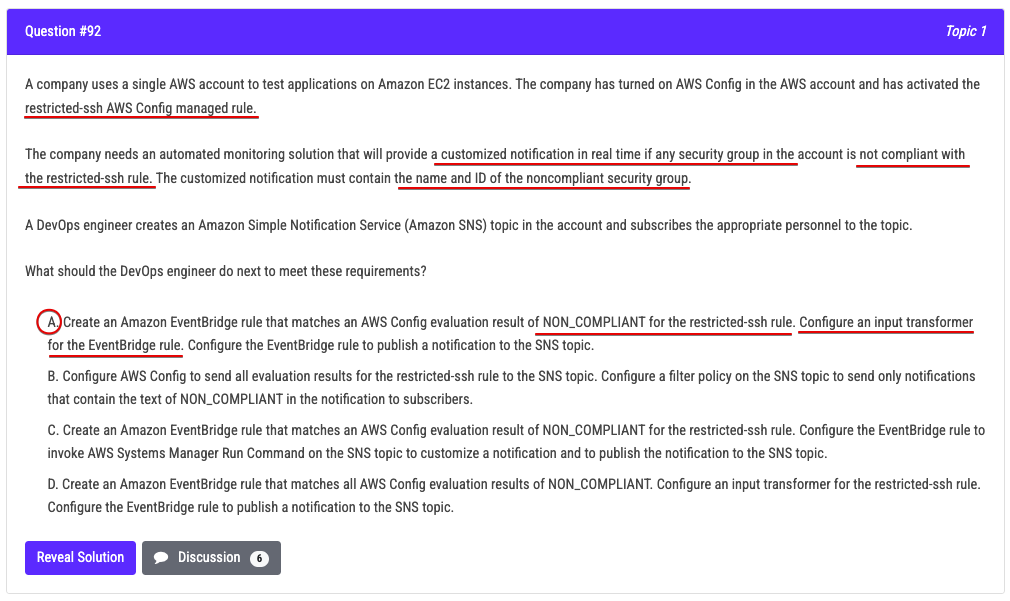 Question #92
Topic 1
A company uses a single AWS account to test applications on Amazon EC2 instances. The company has turned on AWS Config in the AWS account and has activated the
restricted-ssh AWS Config managed rule.
The company needs an automated monitoring solution that will provide a customized notification in real time if any security group in the account is not compliant with
the restricted-ssh rule. The customized notification must contain the name and ID of the noncompliant security group.
A DevOps engineer creates an Amazon Simple Notification Service (Amazon SNS) topic in the account and subscribes the appropriate personnel to the topic.
What should the DevOps engineer do next to meet these requirements?
A. Create an Amazon EventBridge rule that matches an AWS Config evaluation result of NON_COMPLIANT for the restricted-ssh rule. Configure an input transformer
for the EventBridge rule. Configure the EventBridge rule to publish a notification to the SNS topic.
B. Configure AWS Config to send all evaluation results for the restricted-ssh rule to the SNS topic. Configure a filter policy on the SNS topic to send only notifications
that contain the text of NON_COMPLIANT in the notification to subscribers.
C. Create an Amazon EventBridge rule that matches an AWS Config evaluation result of NON_COMPLIANT for the restricted-ssh rule. Configure the EventBridge rule to
invoke AWS Systems Manager Run Command on the SNS topic to customize a notification and to publish the notification to the SNS topic.
D. Create an Amazon EventBridge rule that matches all AWS Config evaluation results of NON_COMPLIANT. Configure an input transformer for the restricted-ssh rule.
Configure the EventBridge rule to publish a notification to the SNS topic.
Reveal Solution
Discussion 6